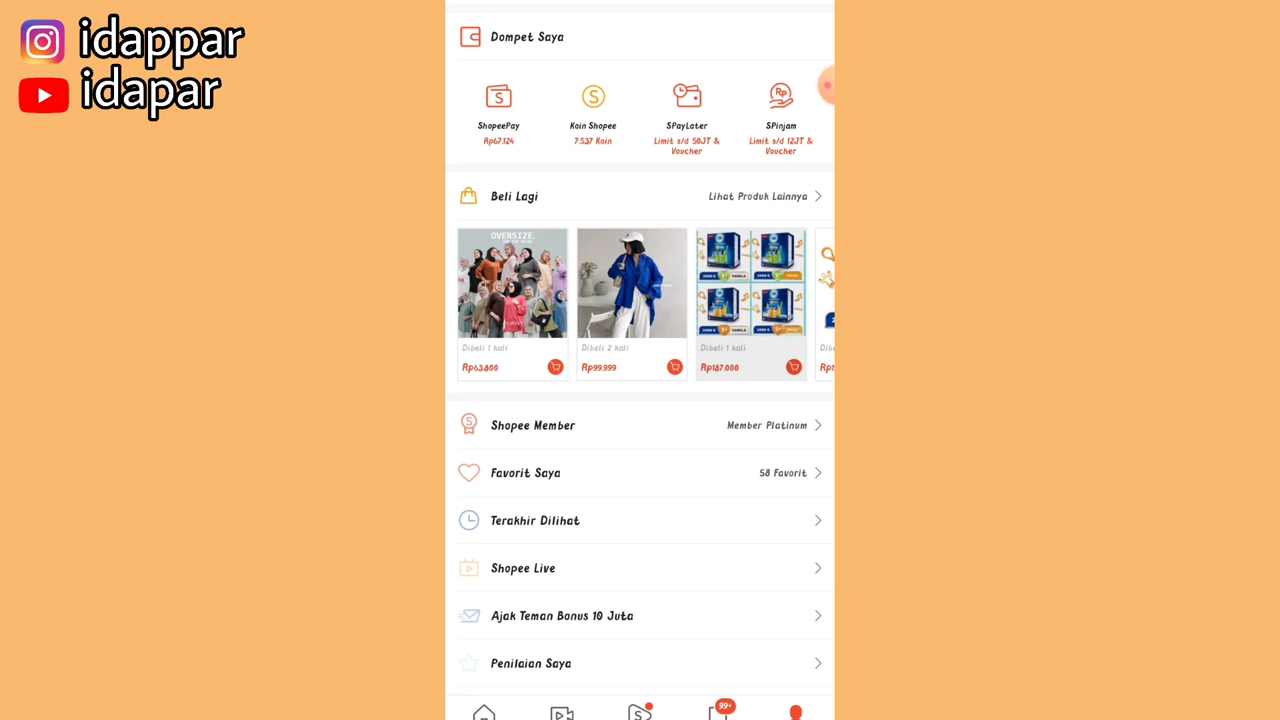 idappar
idapar
Dompet Saya
ShopeePay
Koin Shopee
SPayLater
SPinjam
Rp67.124
7.537 Koin
Limit s/d 50JT &
Voucher
Limit s/d 12JT &
Voucher
Beli Lagi
Lihat Produk Lainnya
OVERSIZE
Dibeli 1 kali
Rp63.800
Dibeli 2 kali
Rp99.999
Dibeli 1 kali
Rp187.000
Shopee Member
Member Platinum
Favorit Saya
58 Favorit
Terakhir Dilihat
Shopee Live
Ajak Teman Bonus 10 Juta
Penilaian Saya
99+